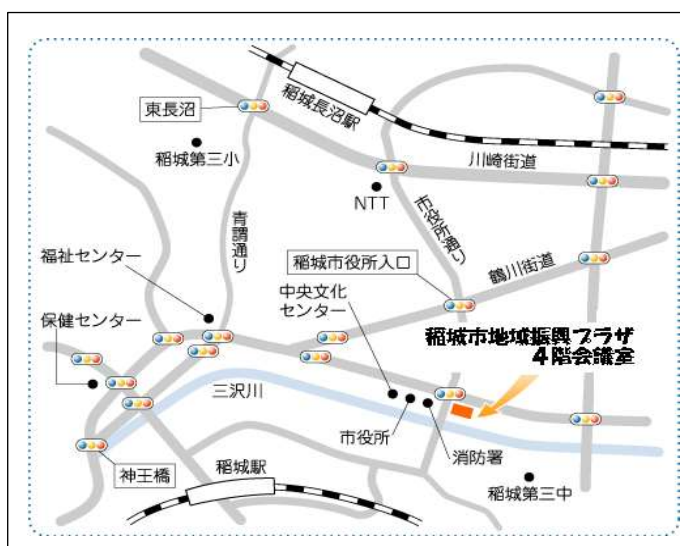 稲城長沼駅
東長沼
稲城第三小
川崎街道
NTT
市役所通り
青謂通り
福祉センター
稲城市役所入口
鶴川街道
中央文化
センター
保健センター
稲城市地域振興プラザ
4階会議室
三沢川
市役所
消防署
神王橋
稲城駅
稲城第三中